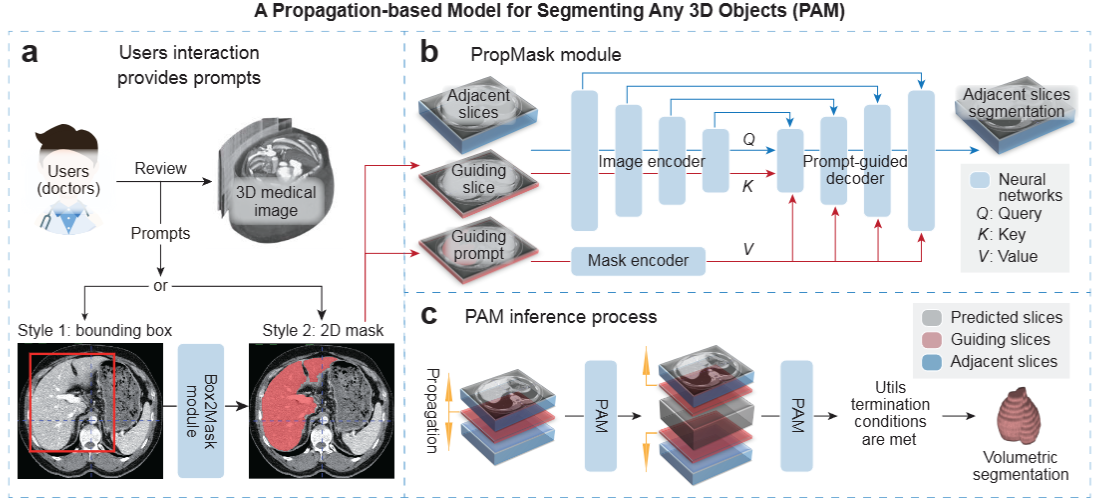 A Propagation-based Model for Segmenting Any 3D Objects (PAM)
a
Users interaction
provides prompts
Users
(doctors)
Review
3D medical
image
Prompts
or
Style 1: bounding box
Style 2: 2D mask
Box2Mask
module
b
PropMask module
Adjacent
slices
Guiding
slice
Guiding
prompt
Image encoder
Mask encoder
Q
K
V
Prompt-guided
decoder
Adjacent slices
segmentation
Neural
networks
Q: Query
K: Key
V: Value
c
PAM inference process
Predicted slices
Guiding slices
Adjacent slices
Propagation
PAM
PAM
Utils
termination
conditions
are met
Volumetric
segmentation